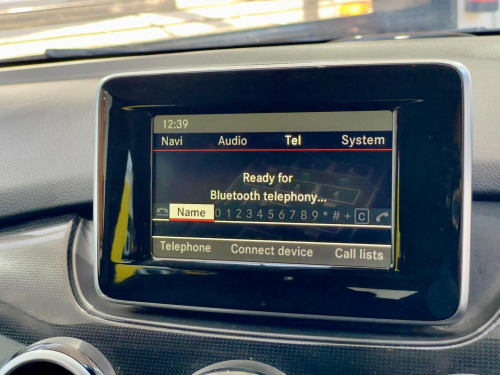 12:39
Navi Audio Tel System
Ready for
Bluetooth telephony...
Name 0 1 2 3 4 5 6 7 8 9 * # + C
Telephone Connect device Call lists